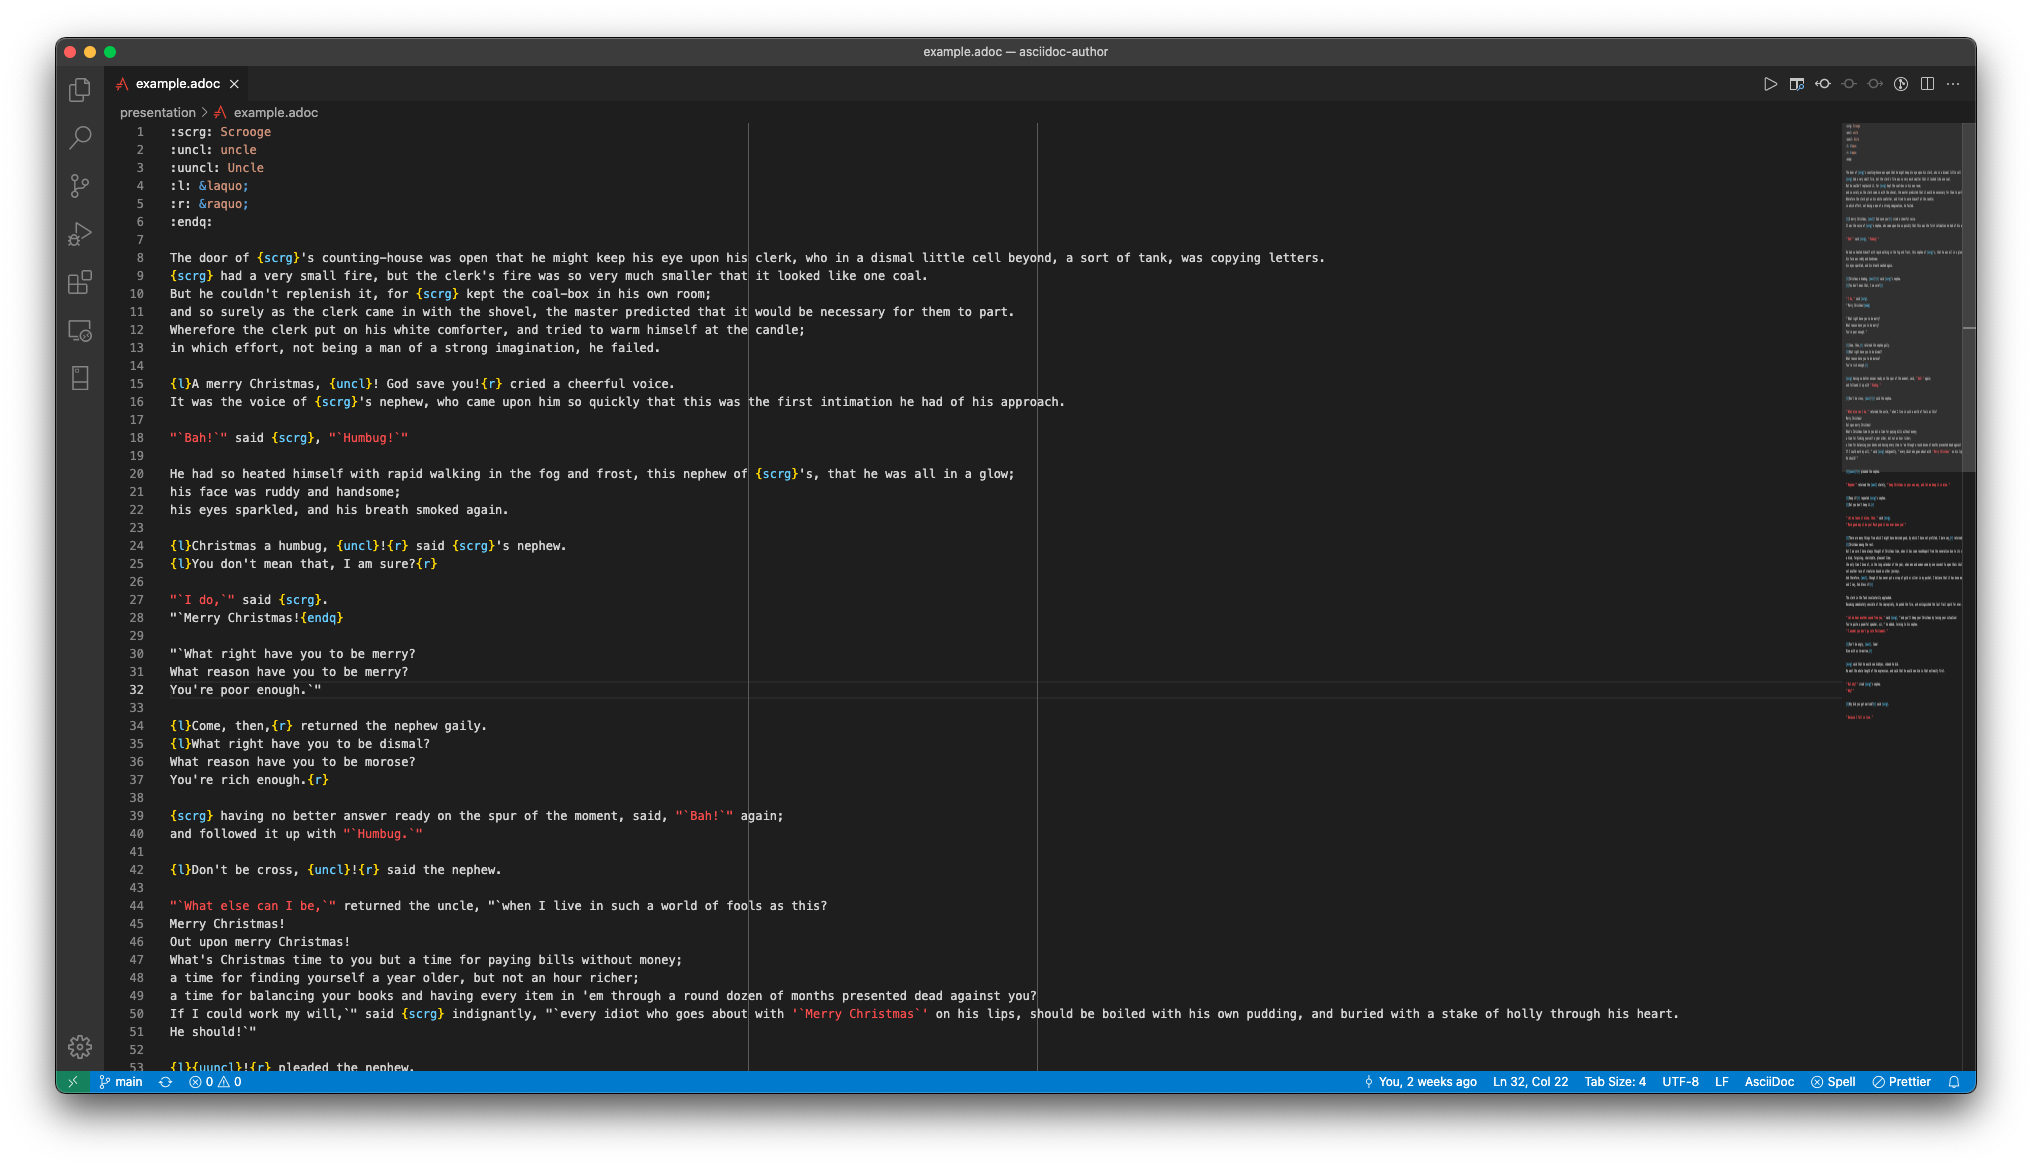 example.adoc — asciidoc-author
example.adoc
presentation > example.adoc
1 :scrg: Scrooge
2 :uncl: uncle
3 :uuncl: Uncle
4 :l: &laquo;
5 :r: &raquo;
6 :endq:
7
8 The door of {scrg}'s counting-house was open that he might keep his eye upon his clerk, who in a dismal little cell beyond, a sort of tank, was copying letters.
9 {scrg} had a very small fire, but the clerk's fire was so very much smaller that it looked like one coal.
10 But he couldn't replenish it, for {scrg} kept the coal-box in his own room;
11 and so surely as the clerk came in with the shovel, the master predicted that it would be necessary for them to part.
12 Wherefore the clerk put on his white comforter, and tried to warm himself at the candle;
13 in which effort, not being a man of a strong imagination, he failed.
14
15 {l}A merry Christmas, {uncl}! God save you!{r} cried a cheerful voice.
16 It was the voice of {scrg}'s nephew, who came upon him so quickly that this was the first intimation he had of his approach.
17
18 "`Bah!`" said {scrg}, "`Humbug!`"
19
20 He had so heated himself with rapid walking in the fog and frost, this nephew of {scrg}'s, that he was all in a glow;
21 his face was ruddy and handsome;
22 his eyes sparkled, and his breath smoked again.
23
24 {l}Christmas a humbug, {uncl}!{r} said {scrg}'s nephew.
25 {l}You don't mean that, I am sure?{r}
26
27 "`I do,`" said {scrg}.
28 "`Merry Christmas!{endq}
29
30 "`What right have you to be merry?
31 What reason have you to be merry?
32 You're poor enough.`"
33
34 {l}Come, then,{r} returned the nephew gaily.
35 {l}What right have you to be dismal?
36 What reason have you to be morose?
37 You're rich enough.{r}
38
39 {scrg} having no better answer ready on the spur of the moment, said, "`Bah!`" again;
40 and followed it up with "`Humbug.`"
41
42 {l}Don't be cross, {uncl}!{r} said the nephew.
43
44 "`What else can I be,`" returned the uncle, "`when I live in such a world of fools as this?
45 Merry Christmas!
46 Out upon merry Christmas!
47 What's Christmas time to you but a time for paying bills without money;
48 a time for finding yourself a year older, but not an hour richer;
49 a time for balancing your books and having every item in 'em through a round dozen of months presented dead against you?
50 If I could work my will,`" said {scrg} indignantly, "`every idiot who goes about with '`Merry Christmas`' on his lips, should be boiled with his own pudding, and buried with a stake of holly through his heart.
51 He should!`"
52
53 {l}{uuncl}!{r} pleaded the nephew.
main 0 0 You, 2 weeks ago Ln 32, Col 22 Tab Size: 4 UTF-8 LF AsciiDoc Spell Prettier